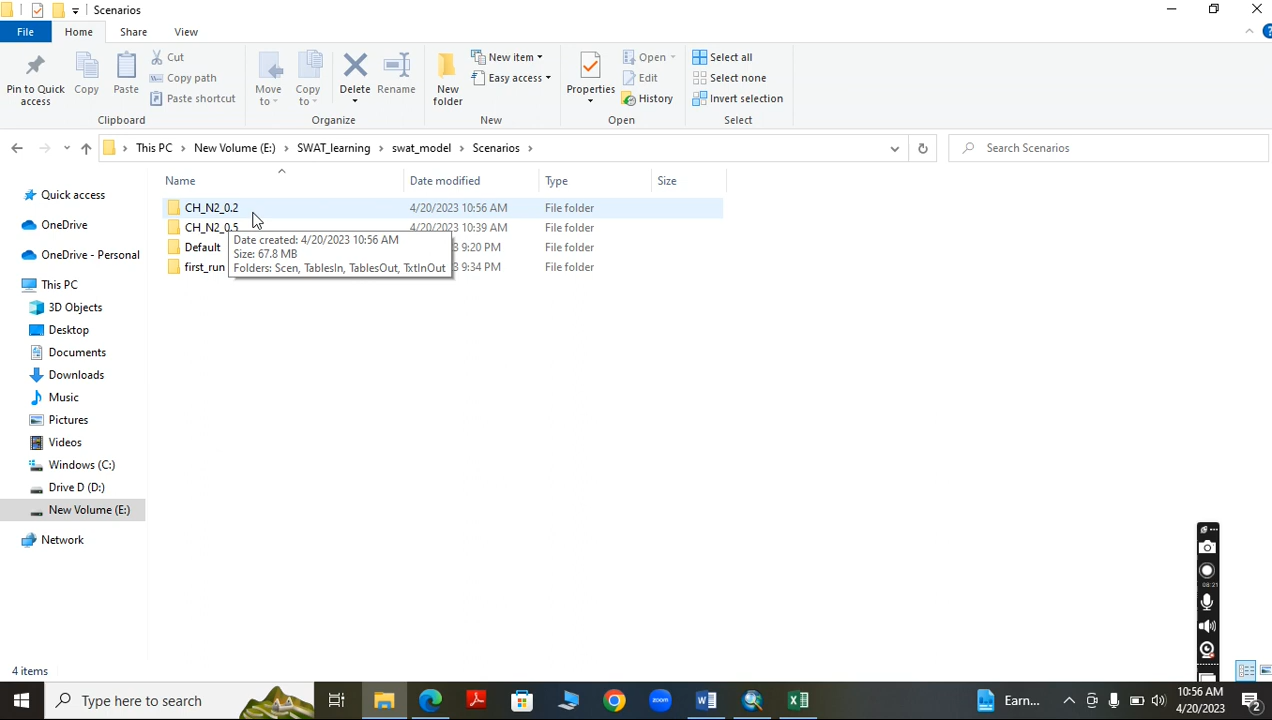 Scenarios
File Home Share View
Pin to Quick access
Copy
Paste
Cut
Copy path
Paste shortcut
Clipboard
Move to
Copy to
Delete
Rename
Organize
New folder
New item
Easy access
New
Properties
Open
Edit
History
Open
Select all
Select none
Invert selection
Select
This PC New Volume (E:) SWAT_learning swat_model Scenarios
Search Scenarios
Name Date modified Type Size
CH_N2_0.2 4/20/2023 10:56 AM File folder
CH_N2_0.5 4/20/2023 10:39 AM File folder
Default 9:20 PM File folder
first_run 9:34 PM File folder
Date created: 4/20/2023 10:56 AM
Size: 67.8 MB
Folders: Scen, TablesIn, TablesOut, TxtInOut
Quick access
OneDrive
OneDrive - Personal
This PC
3D Objects
Desktop
Documents
Downloads
Music
Pictures
Videos
Windows (C:)
Drive D (D:)
New Volume (E:)
Network
08:21
4 items
Type here to search
zoom
Earn...
10:56 AM
4/20/2023
2